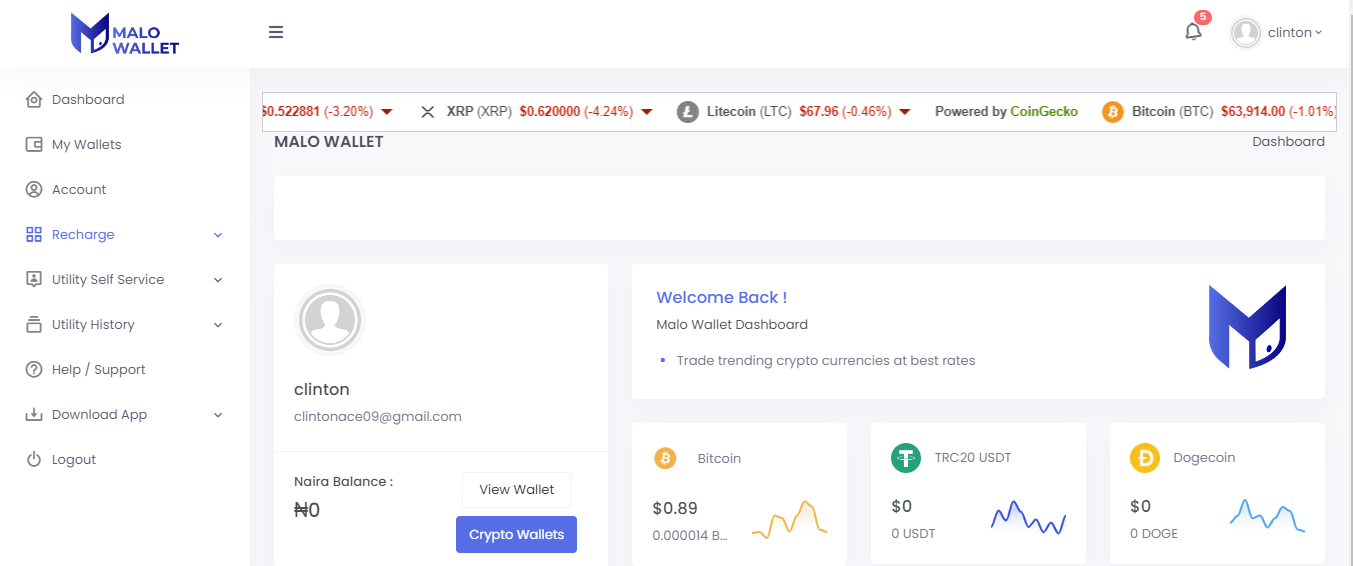 MALO
WALLET
5
clinton
Dashboard
My Wallets
Account
Recharge
Utility Self Service
Utility History
Help / Support
Download App
Logout
$0.522881 (-3.20%) XRP (XRP) $0.620000 (-4.24%) Litecoin (LTC) $67.96 (-0.46%) Powered by CoinGecko Bitcoin (BTC) $63,914.00 (-1.01%)
MALO WALLET
Dashboard
clinton
clintonace09@gmail.com
Naira Balance :
₦0
View Wallet
Crypto Wallets
Welcome Back !
Malo Wallet Dashboard
Trade trending crypto currencies at best rates
Bitcoin
$0.89
0.000014 B...
TRC20 USDT
$0
0 USDT
Dogecoin
$0
0 DOGE